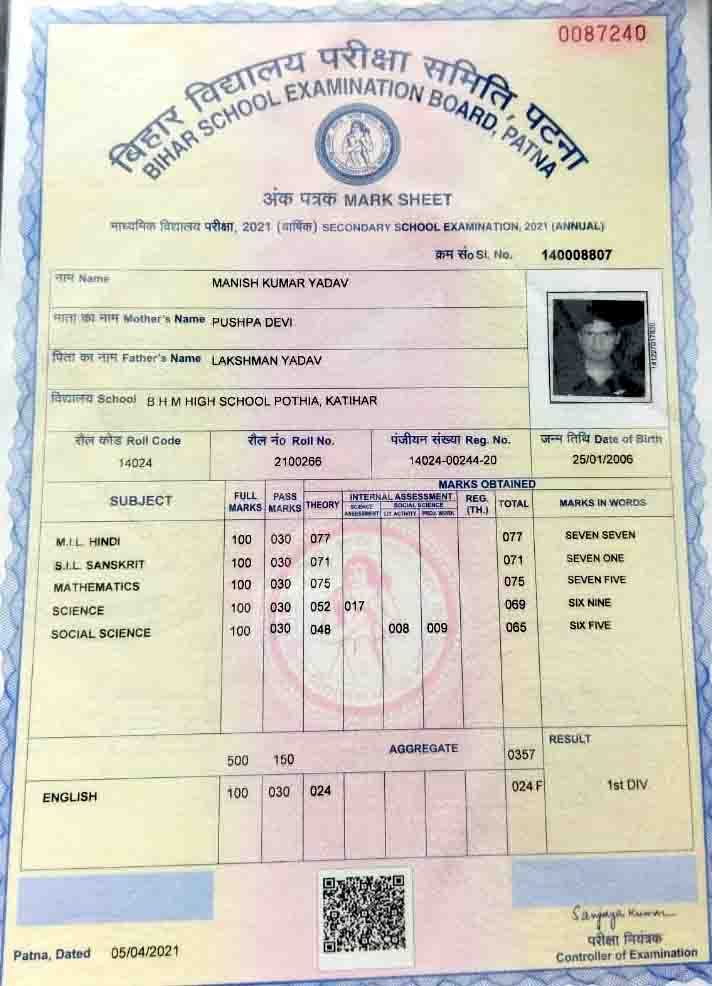 0087240
बिहार विद्यालय परीक्षा समिति, पटना
BIHAR SCHOOL EXAMINATION BOARD, PATNA
अंक पत्रक MARK SHEET
माध्यमिक विद्यालय परीक्षा, 2021 (वार्षिक) SECONDARY SCHOOL EXAMINATION, 2021 (ANNUAL)
क्रम सं० Sl. No. 140008807
नाम Name MANISH KUMAR YADAV
माता का नाम Mother's Name PUSHPA DEVI
पिता का नाम Father's Name LAKSHMAN YADAV
विद्यालय School B H M HIGH SCHOOL POTHIA, KATIHAR
रौल कोड Roll Code रौल नं० Roll No. पंजीयन संख्या Reg. No. जन्म तिथि Date of Birth
14024 2100266 14024-00244-20 25/01/2006
MARKS OBTAINED
SUBJECT FULL MARKS PASS MARKS THEORY INTERNAL ASSESSMENT REG. (TH.) TOTAL MARKS IN WORDS
SCIENCE ASSESSMENT SOCIAL SCIENCE LIT ACTIVITY PROJ. WORK
M.I.L. HINDI 100 030 077 077 SEVEN SEVEN
S.I.L. SANSKRIT 100 030 071 071 SEVEN ONE
MATHEMATICS 100 030 075 075 SEVEN FIVE
SCIENCE 100 030 052 017 069 SIX NINE
SOCIAL SCIENCE 100 030 048 008 009 065 SIX FIVE
500 150 AGGREGATE 0357 RESULT
ENGLISH 100 030 024 024 F 1st DIV
Sanjaya Kumar
परीक्षा नियंत्रक
Patna, Dated 05/04/2021 Controller of Examination